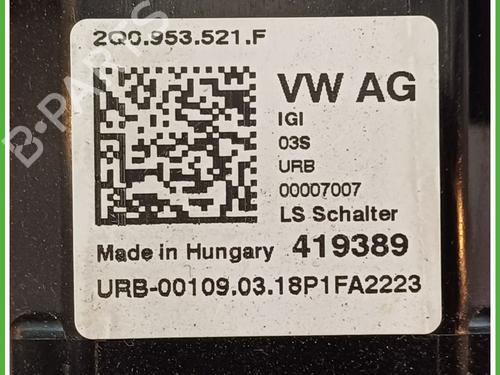 2Q0.953.521.F
VW AG
IGI
03S
URB
00007007
LS Schalter
Made in Hungary 419389
URB-00109.03.18P1FA2223
B-PARTS